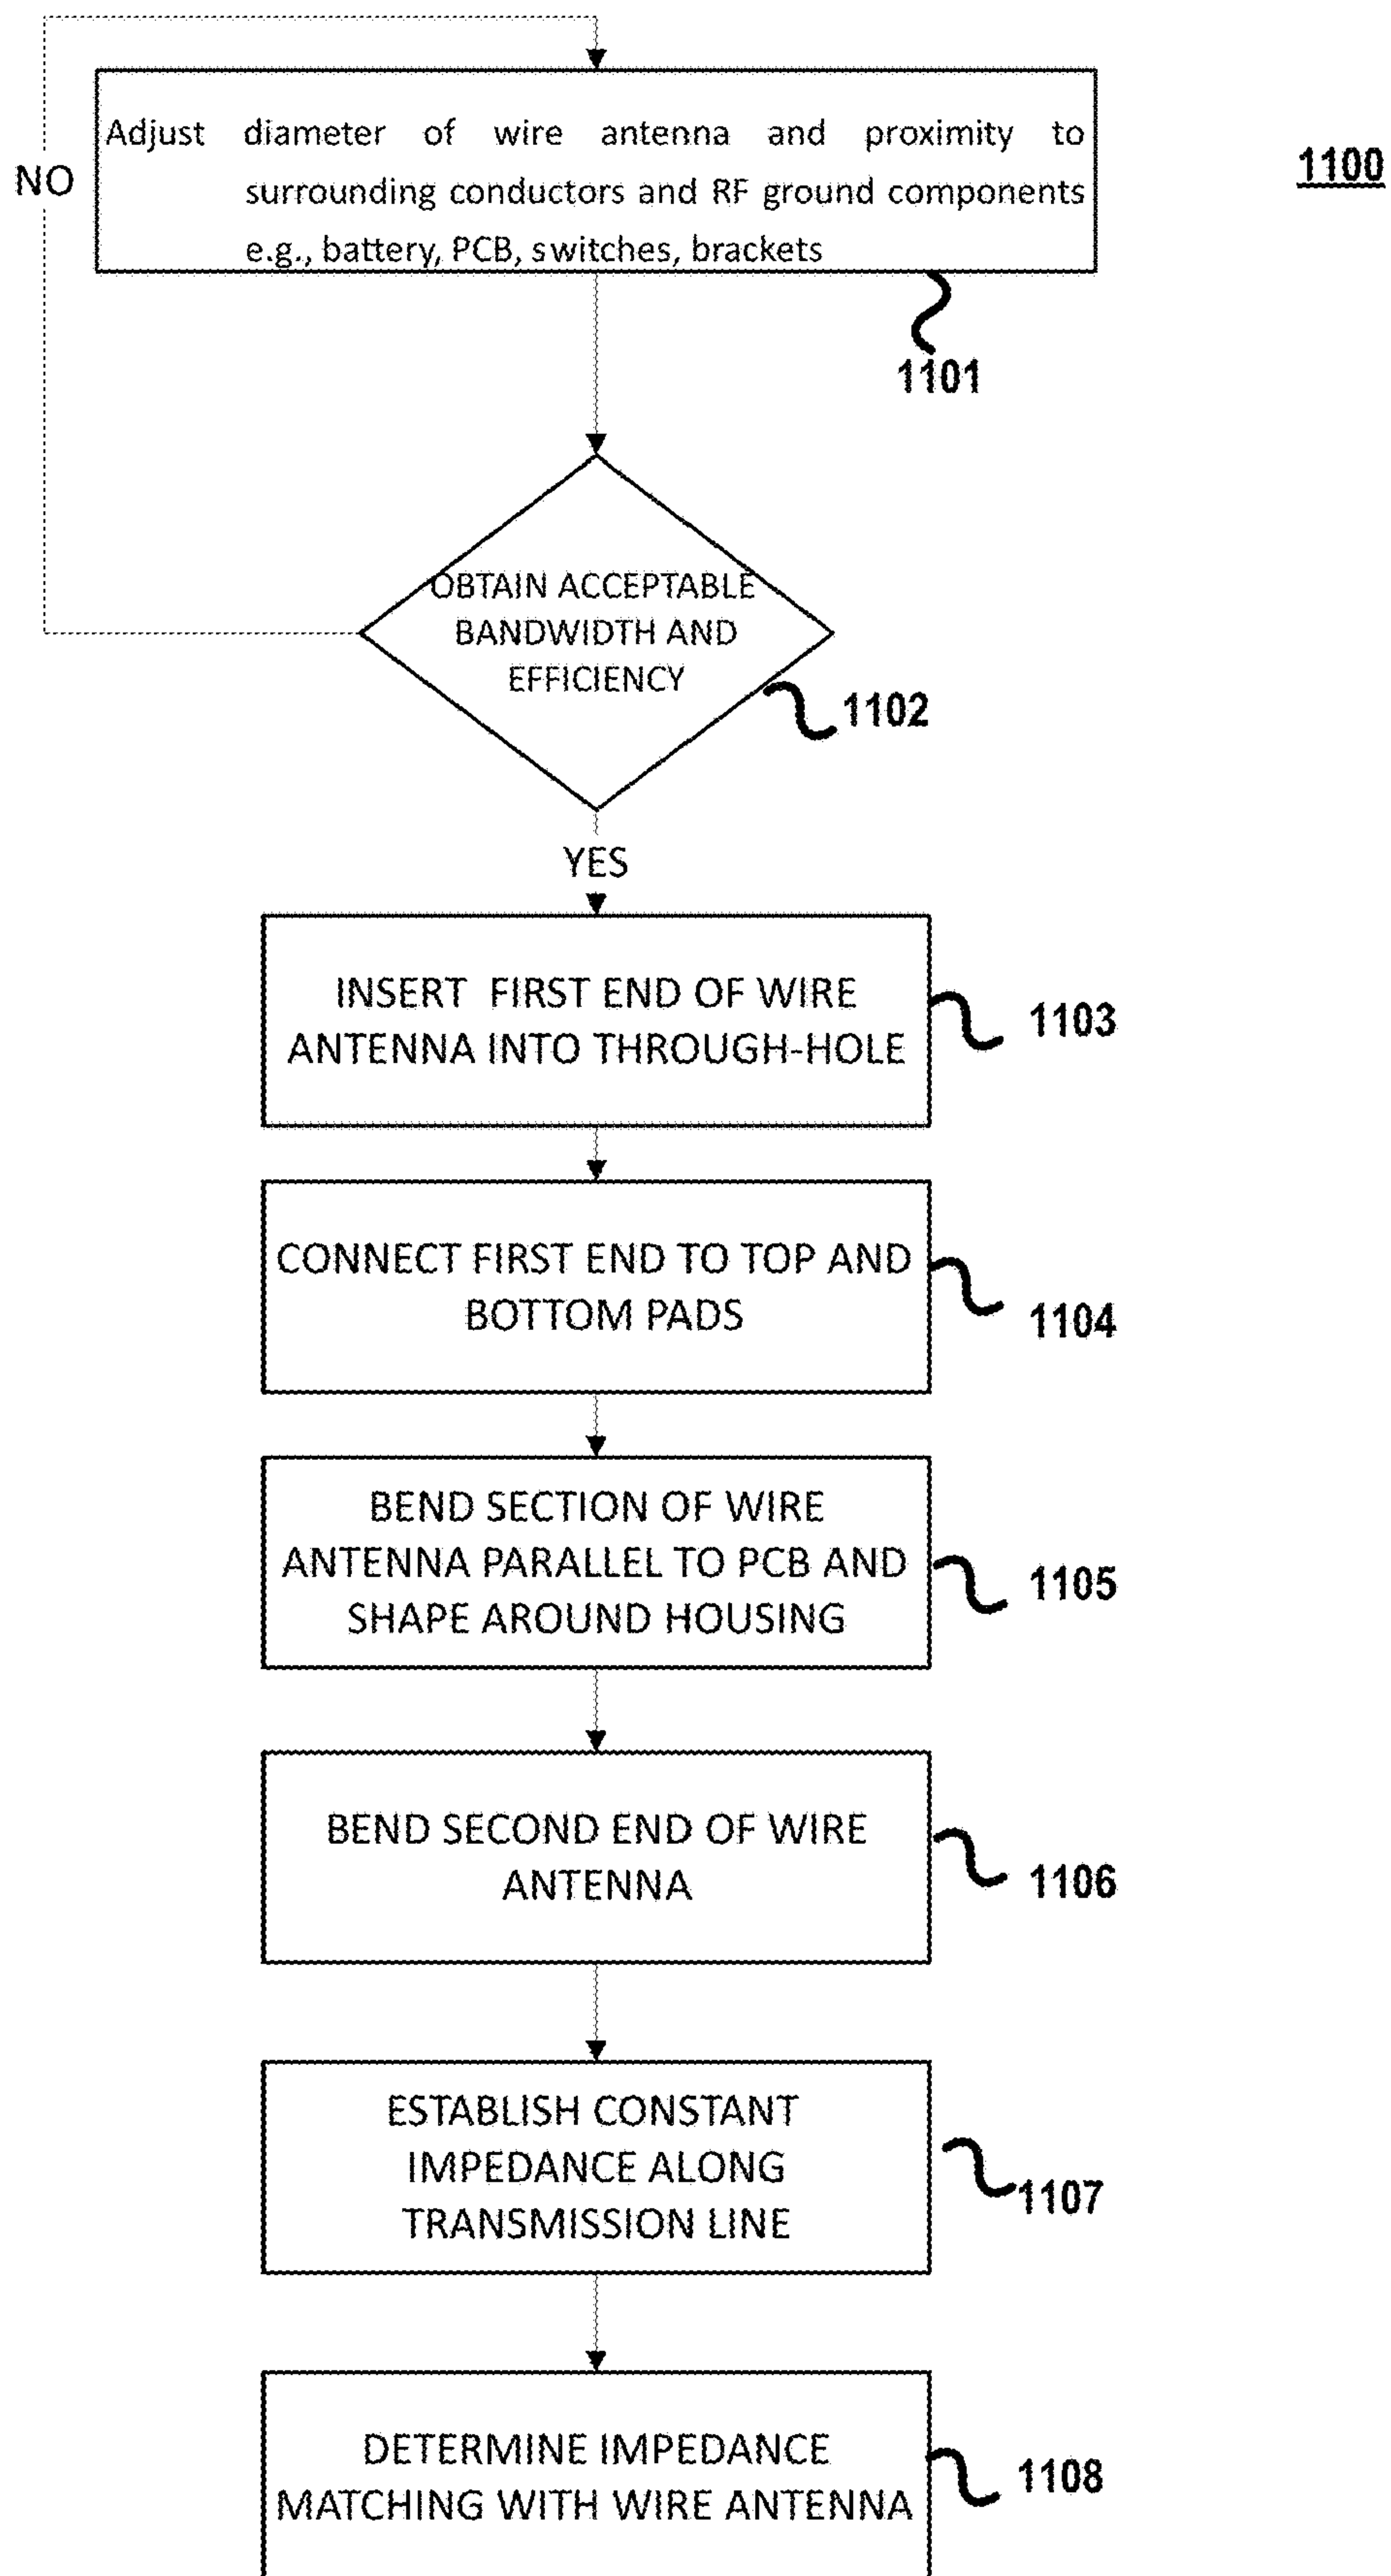 1100
Adjust diameter of wire antenna and proximity to
surrounding conductors and RF ground components
e.g., battery, PCB, switches, brackets
NO
1101
OBTAIN ACCEPTABLE
BANDWIDTH AND
EFFICIENCY
1102
YES
INSERT FIRST END OF WIRE
ANTENNA INTO THROUGH-HOLE
1103
CONNECT FIRST END TO TOP AND
BOTTOM PADS
1104
BEND SECTION OF WIRE
ANTENNA PARALLEL TO PCB AND
SHAPE AROUND HOUSING
1105
BEND SECOND END OF WIRE
ANTENNA
1106
ESTABLISH CONSTANT
IMPEDANCE ALONG
TRANSMISSION LINE
1107
DETERMINE IMPEDANCE
MATCHING WITH WIRE ANTENNA
1108